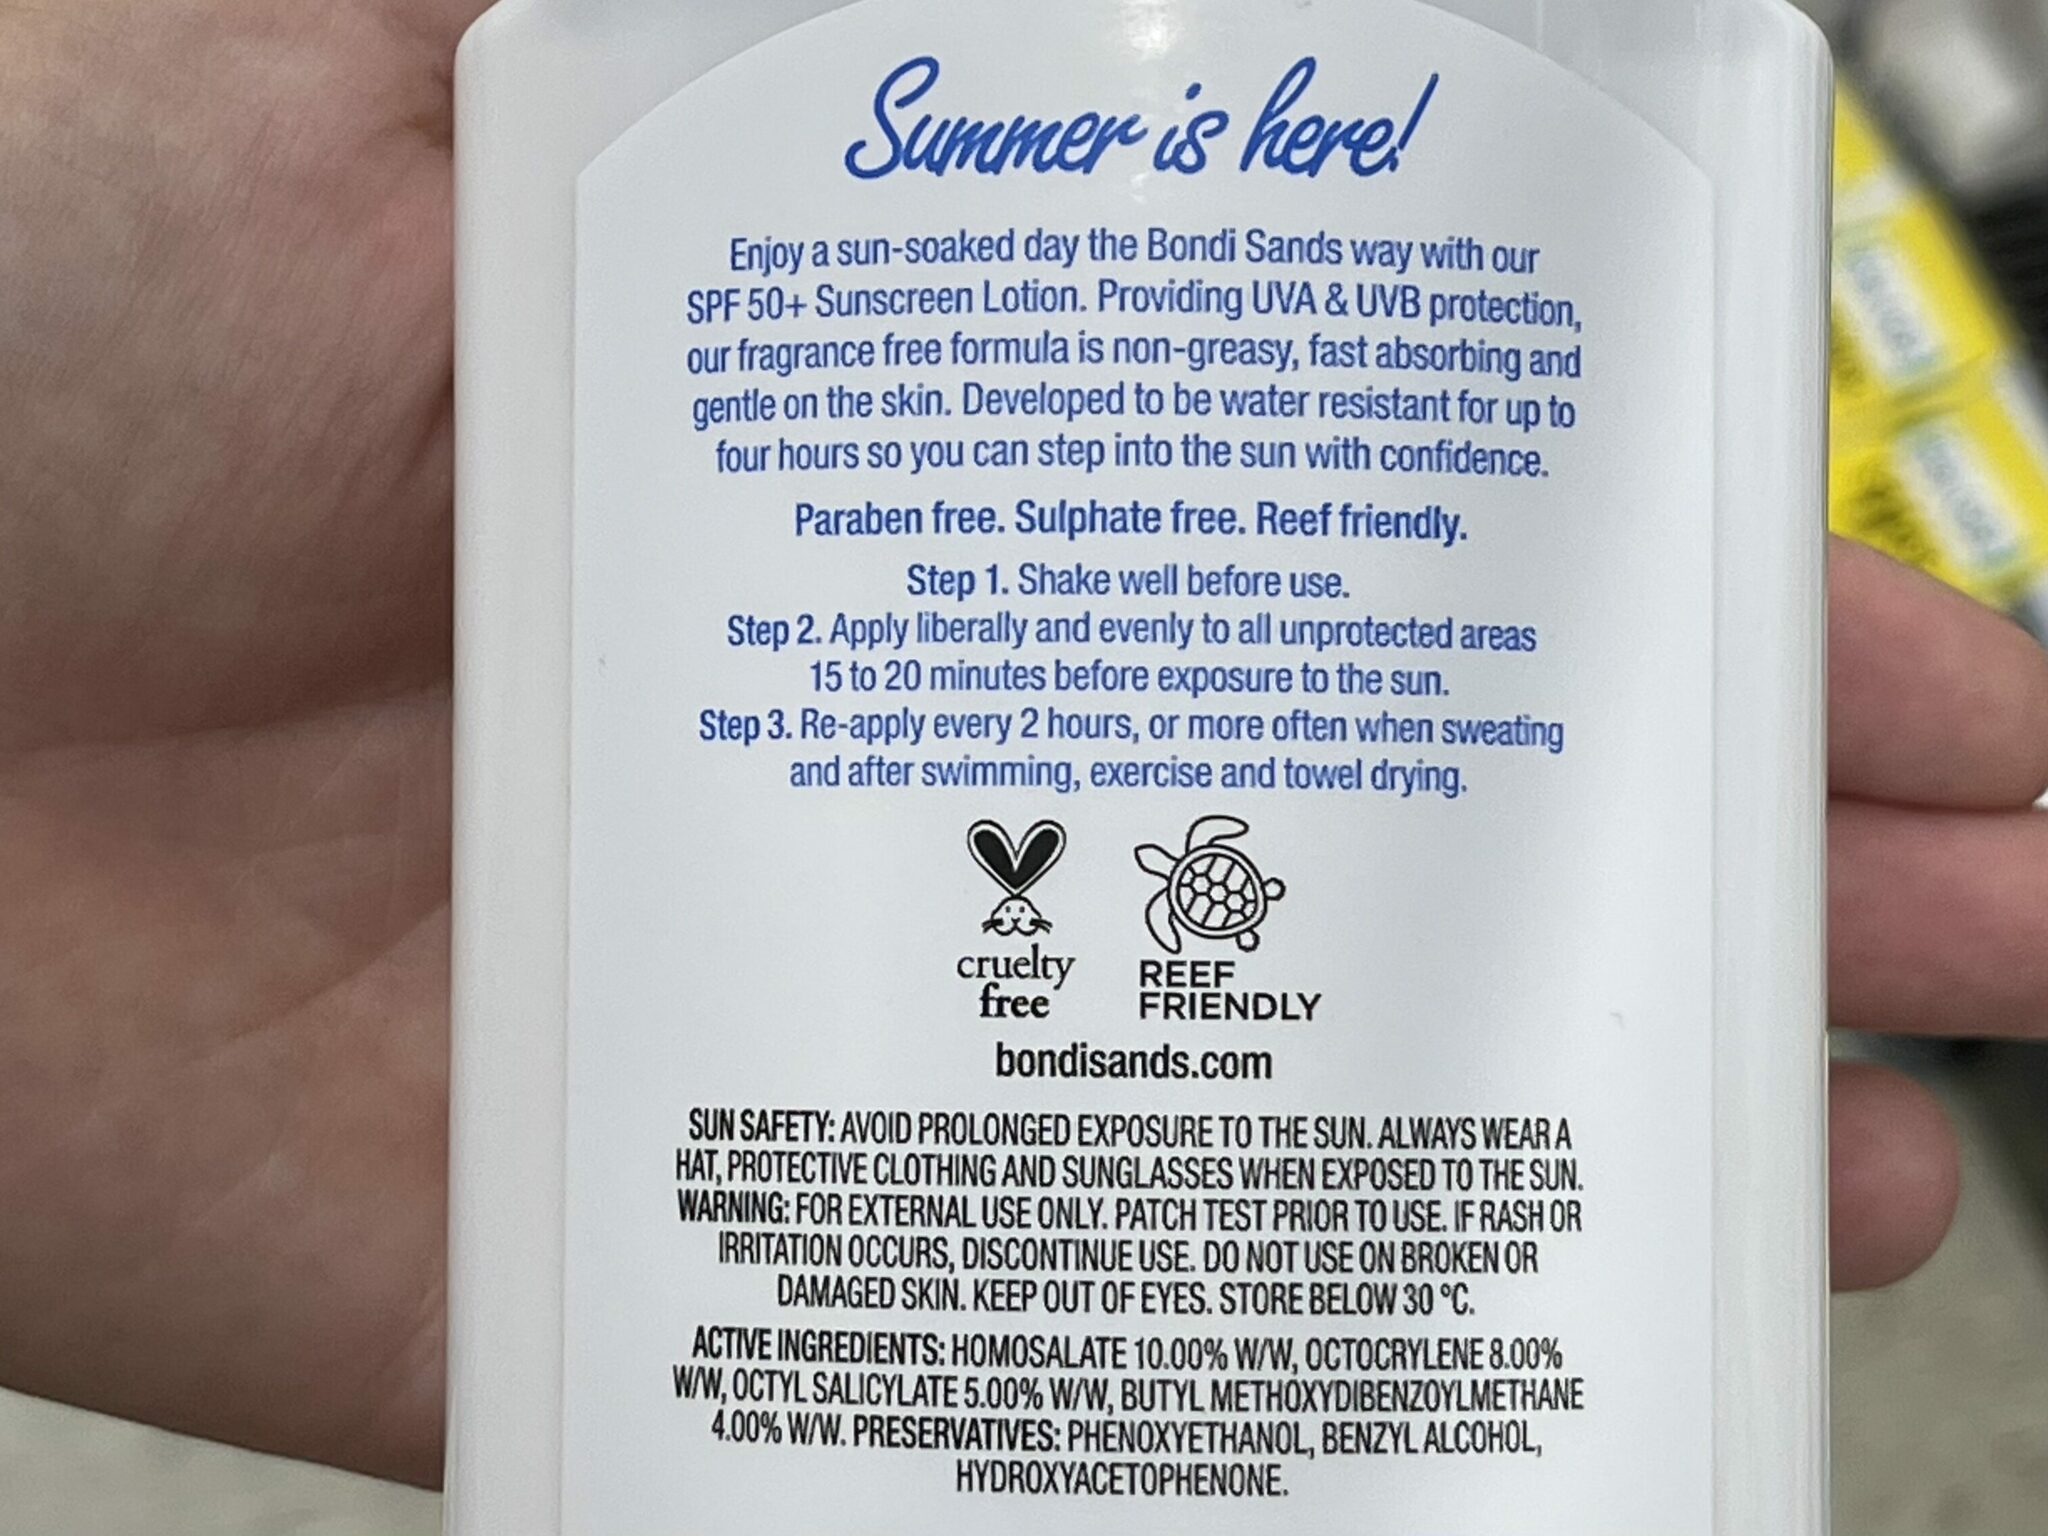 Summer is here!
Enjoy a sun-soaked day the Bondi Sands way with our
SPF 50+ Sunscreen Lotion. Providing UVA & UVB protection,
our fragrance free formula is non-greasy, fast absorbing and
gentle on the skin. Developed to be water resistant for up to
four hours so you can step into the sun with confidence.
Paraben free. Sulphate free. Reef friendly.
Step 1. Shake well before use.
Step 2. Apply liberally and evenly to all unprotected areas
15 to 20 minutes before exposure to the sun.
Step 3. Re-apply every 2 hours, or more often when sweating
and after swimming, exercise and towel drying.
cruelty
free
REEF
FRIENDLY
bondisands.com
SUN SAFETY: AVOID PROLONGED EXPOSURE TO THE SUN. ALWAYS WEAR A
HAT, PROTECTIVE CLOTHING AND SUNGLASSES WHEN EXPOSED TO THE SUN.
WARNING: FOR EXTERNAL USE ONLY. PATCH TEST PRIOR TO USE. IF RASH OR
IRRITATION OCCURS, DISCONTINUE USE. DO NOT USE ON BROKEN OR
DAMAGED SKIN. KEEP OUT OF EYES. STORE BELOW 30 °C.
ACTIVE INGREDIENTS: HOMOSALATE 10.00% W/W, OCTOCRYLENE 8.00%
W/W, OCTYL SALICYLATE 5.00% W/W, BUTYL METHOXYDIBENZOYLMETHANE
4.00% W/W. PRESERVATIVES: PHENOXYETHANOL, BENZYL ALCOHOL,
HYDROXYACETOPHENONE.